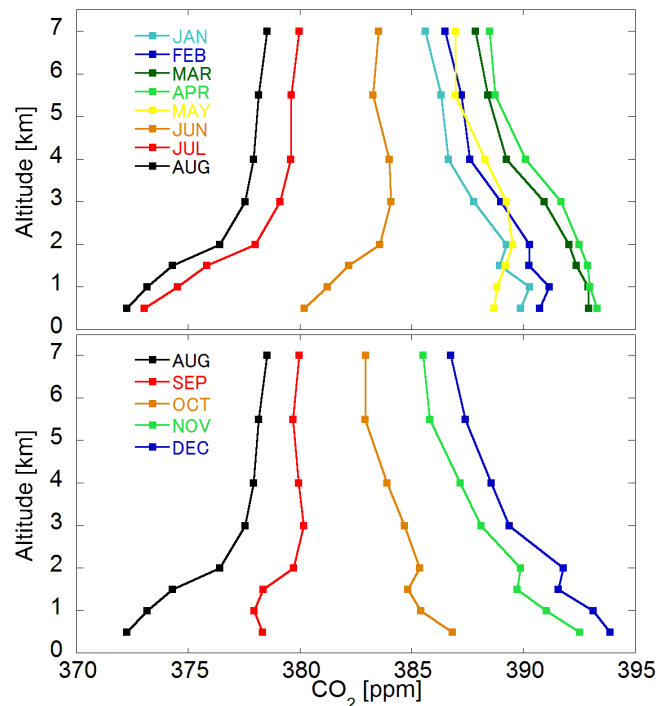 7
6
5
4
3
2
1
0
Altitude [km]
JAN
FEB
MAR
APR
MAY
JUN
JUL
AUG
7
6
5
4
3
2
1
0
Altitude [km]
AUG
SEP
OCT
NOV
DEC
370 375 380 385 390 395
CO₂ [ppm]